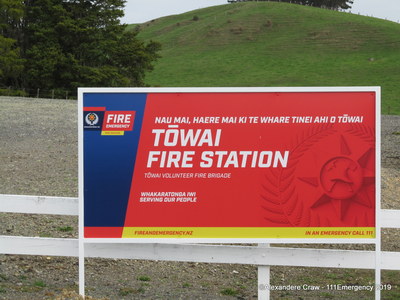 FIRE
EMERGENCY
NAU MAI, HAERE MAI KI TE WHARE TINEI AHI O TŌWAI
TŌWAI
FIRE STATION
TŌWAI VOLUNTEER FIRE BRIGADE
WHAKARATONGA IWI
SERVING OUR PEOPLE
FIREANDEMERGENCY.NZ
IN AN EMERGENCY CALL 111
© Alexandere Craw - 111Emergency 2019